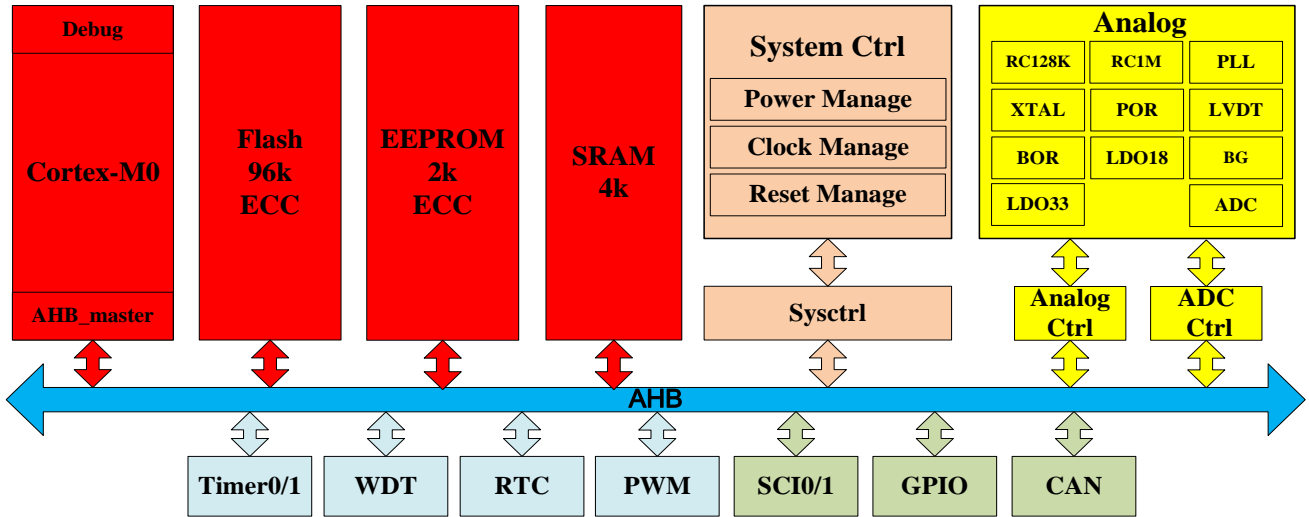 Debug
Cortex-M0
AHB_master
Flash
96k
ECC
EEPROM
2k
ECC
SRAM
4k
System Ctrl
Power Manage
Clock Manage
Reset Manage
Sysctrl
Analog
RC128K
RC1M
PLL
XTAL
POR
LVDT
BOR
LDO18
BG
LDO33
ADC
Analog
Ctrl
ADC
Ctrl
AHB
Timer0/1
WDT
RTC
PWM
SCI0/1
GPIO
CAN